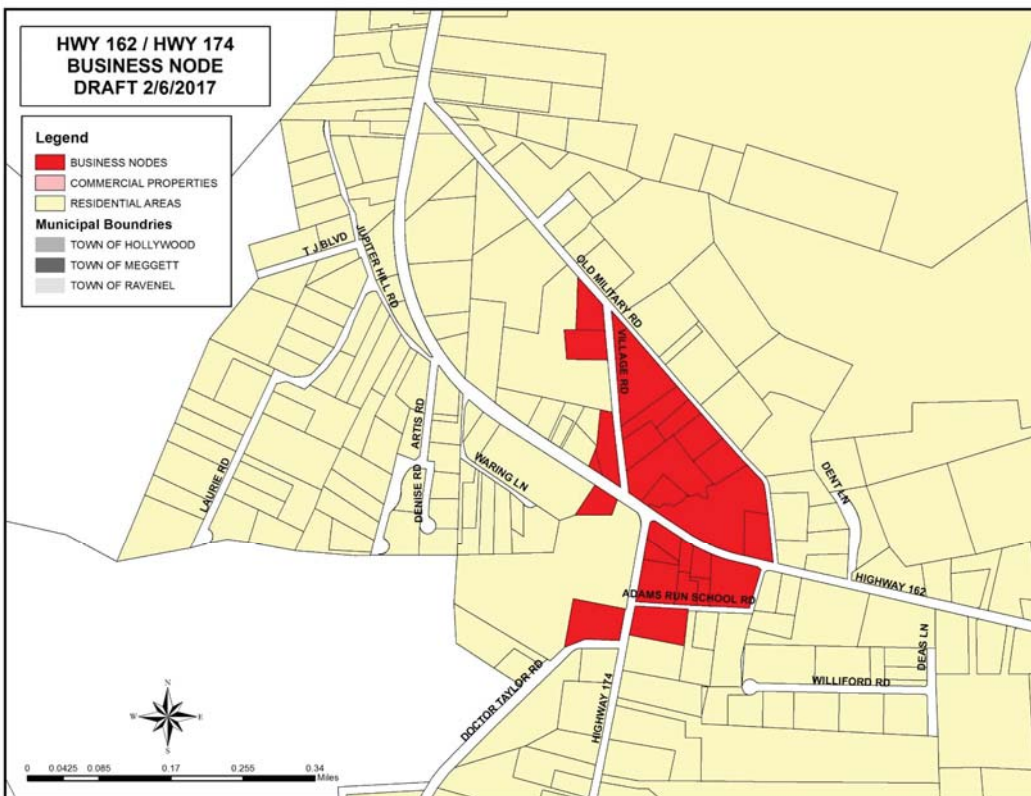 HWY 162 / HWY 174
BUSINESS NODE
DRAFT 2/6/2017
Legend
BUSINESS NODES
COMMERCIAL PROPERTIES
RESIDENTIAL AREAS
Municipal Boundries
TOWN OF HOLLYWOOD
TOWN OF MEGGETT
TOWN OF RAVENEL
T J BLVD
JUPITER HILL RD
OLD MILITARY RD
VILLAGE RD
ARTIS RD
LAURIE RD
DENISE RD
WARING LN
DENT LN
HIGHWAY 162
ADAMS RUN SCHOOL RD
DEAS LN
WILLIFORD RD
DOCTOR TAYLOR RD
HIGHWAY 174
N
W
E
S
0 0.0425 0.085 0.17 0.255 0.34
Miles